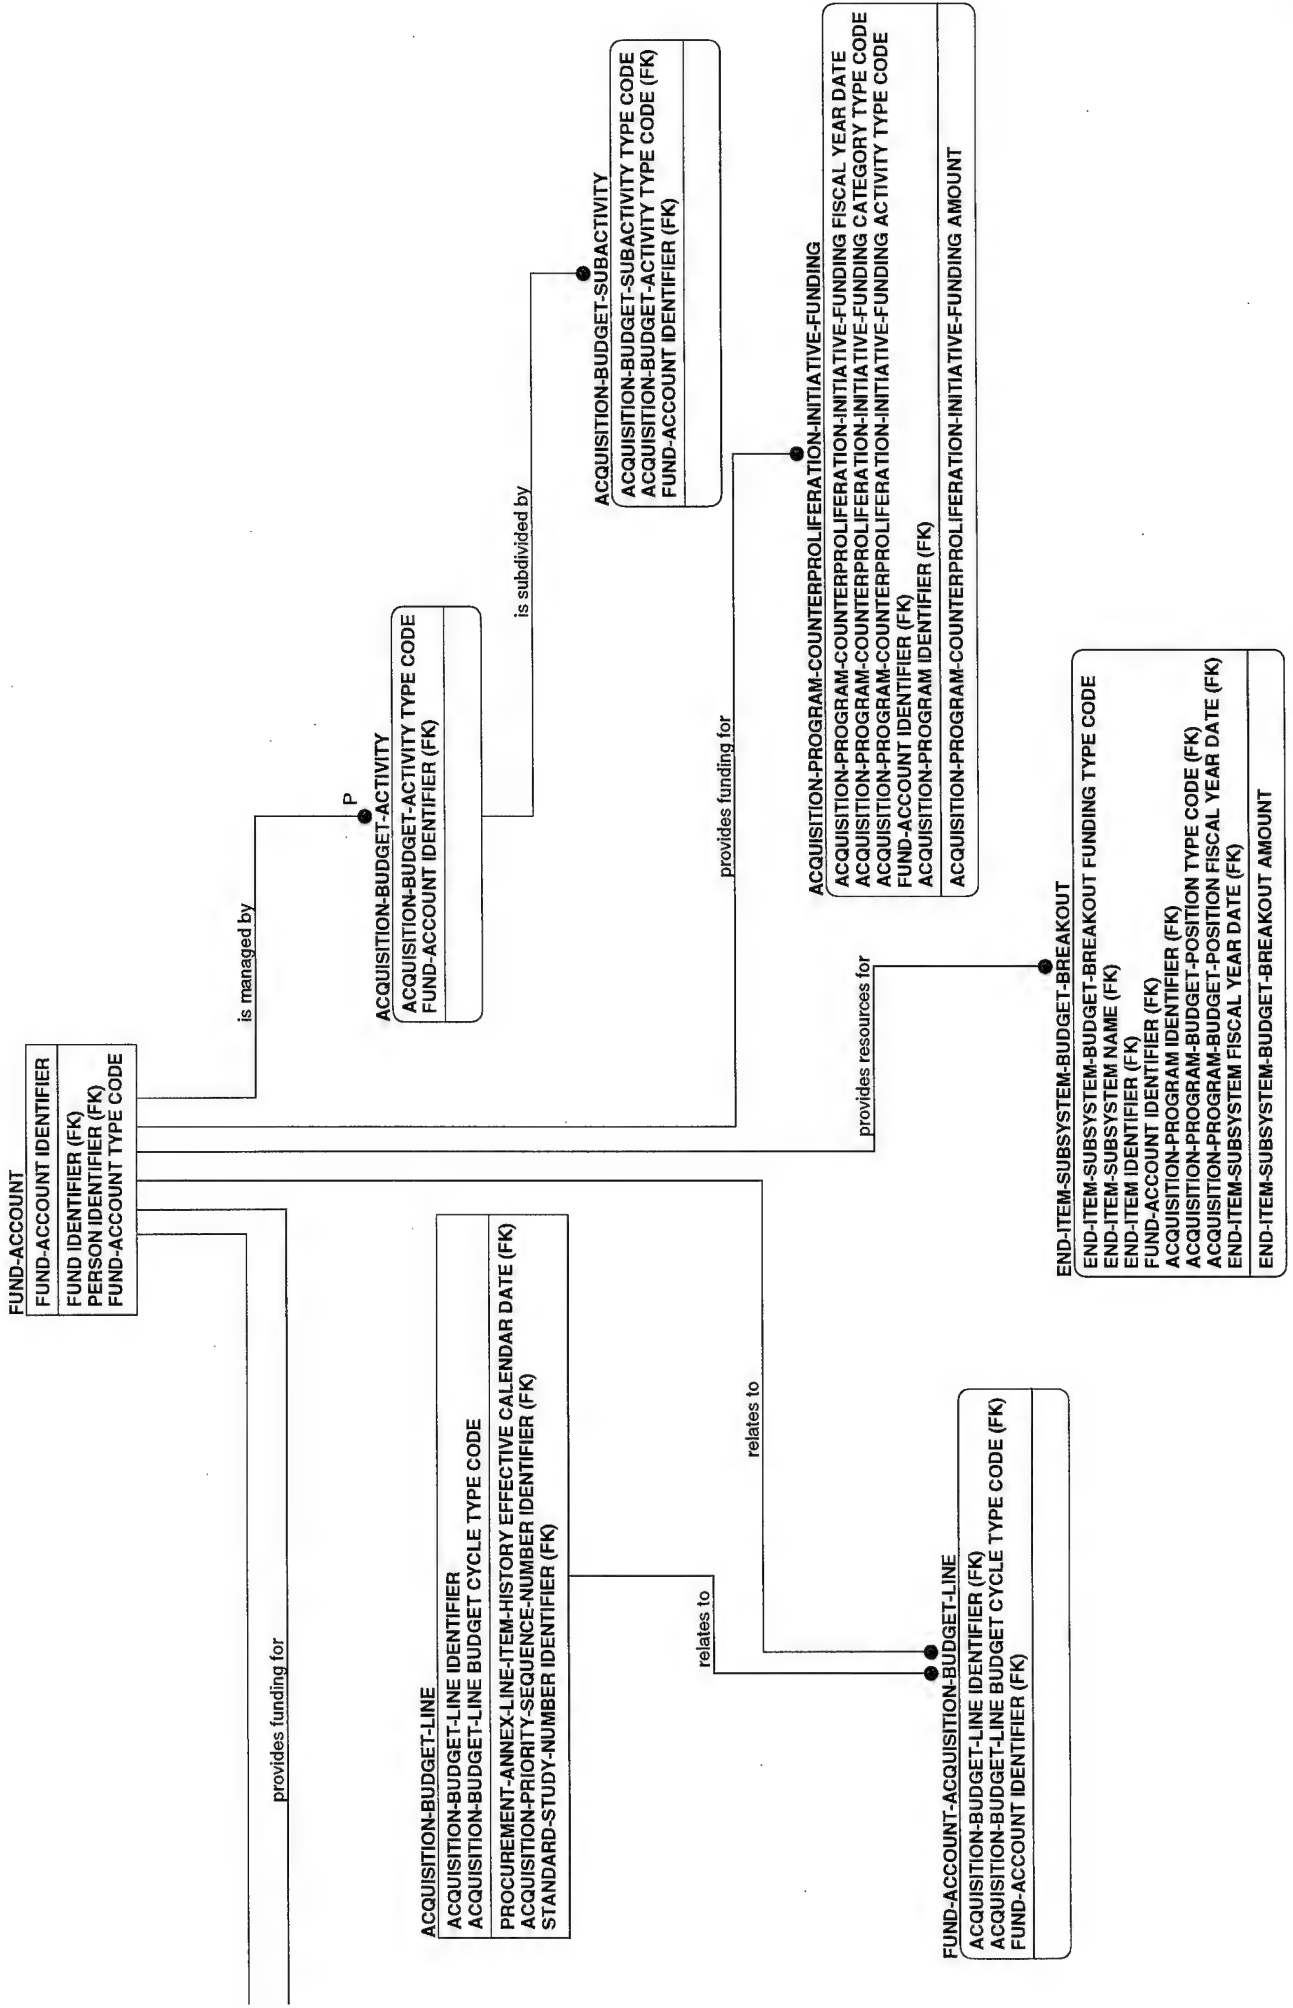 FUND-ACCOUNT
FUND-ACCOUNT IDENTIFIER
FUND IDENTIFIER (FK)
PERSON IDENTIFIER (FK)
FUND-ACCOUNT TYPE CODE
provides funding for
is managed by
P
ACQUISITION-BUDGET-ACTIVITY
ACQUISITION-BUDGET-ACTIVITY TYPE CODE
FUND-ACCOUNT IDENTIFIER (FK)
is subdivided by
ACQUISITION-BUDGET-SUBACTIVITY
ACQUISITION-BUDGET-SUBACTIVITY TYPE CODE
ACQUISITION-BUDGET-ACTIVITY TYPE CODE (FK)
FUND-ACCOUNT IDENTIFIER (FK)
ACQUISITION-BUDGET-LINE
ACQUISITION-BUDGET-LINE IDENTIFIER
ACQUISITION-BUDGET-LINE BUDGET CYCLE TYPE CODE
PROCUREMENT-ANNEX-LINE-ITEM-HISTORY EFFECTIVE CALENDAR DATE (FK)
ACQUISITION-PRIORITY-SEQUENCE-NUMBER IDENTIFIER (FK)
STANDARD-STUDY-NUMBER IDENTIFIER (FK)
relates to
relates to
provides funding for
ACQUISITION-PROGRAM-COUNTERPROLIFERATION-INITIATIVE-FUNDING
ACQUISITION-PROGRAM-COUNTERPROLIFERATION-INITIATIVE-FUNDING FISCAL YEAR DATE
ACQUISITION-PROGRAM-COUNTERPROLIFERATION-INITIATIVE-FUNDING CATEGORY TYPE CODE
ACQUISITION-PROGRAM-COUNTERPROLIFERATION-INITIATIVE-FUNDING ACTIVITY TYPE CODE
FUND-ACCOUNT IDENTIFIER (FK)
ACQUISITION-PROGRAM IDENTIFIER (FK)
ACQUISITION-PROGRAM-COUNTERPROLIFERATION-INITIATIVE-FUNDING AMOUNT
provides resources for
FUND-ACCOUNT-ACQUISITION-BUDGET-LINE
ACQUISITION-BUDGET-LINE IDENTIFIER (FK)
ACQUISITION-BUDGET-LINE BUDGET CYCLE TYPE CODE (FK)
FUND-ACCOUNT IDENTIFIER (FK)
END-ITEM-SUBSYSTEM-BUDGET-BREAKOUT
END-ITEM-SUBSYSTEM-BUDGET-BREAKOUT FUNDING TYPE CODE
END-ITEM-SUBSYSTEM NAME (FK)
END-ITEM IDENTIFIER (FK)
FUND-ACCOUNT IDENTIFIER (FK)
ACQUISITION-PROGRAM IDENTIFIER (FK)
ACQUISITION-PROGRAM-BUDGET-POSITION TYPE CODE (FK)
ACQUISITION-PROGRAM-BUDGET-POSITION FISCAL YEAR DATE (FK)
END-ITEM-SUBSYSTEM FISCAL YEAR DATE (FK)
END-ITEM-SUBSYSTEM-BUDGET-BREAKOUT AMOUNT